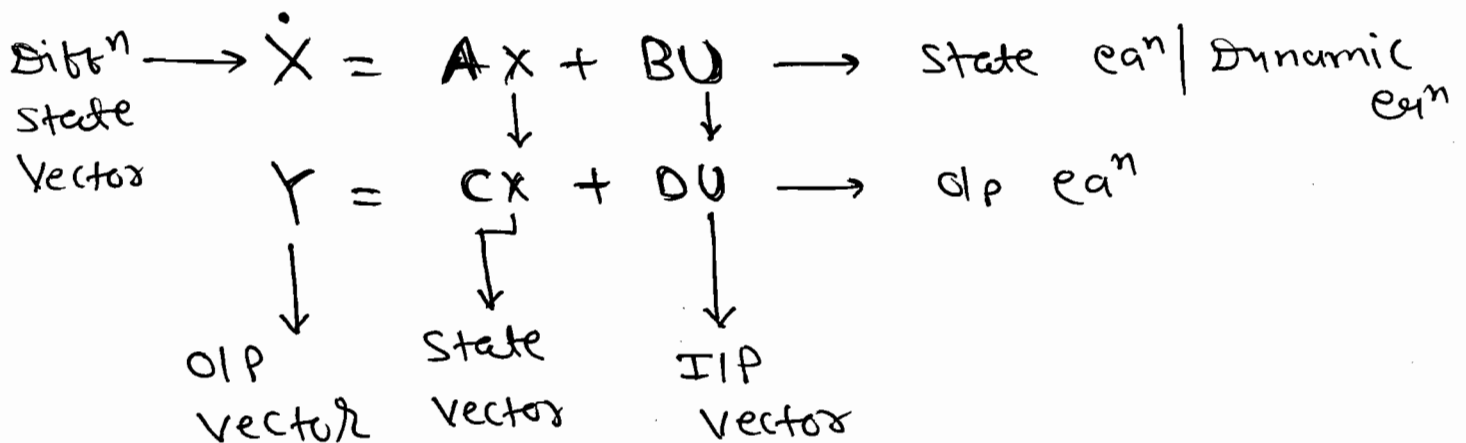 Diffⁿ → Ẋ = AX + BU → State eqⁿ | Dynamic eqⁿ
State
Vector Y = CX + DU → O/P eqⁿ
O/P State I/P
Vector Vector Vector